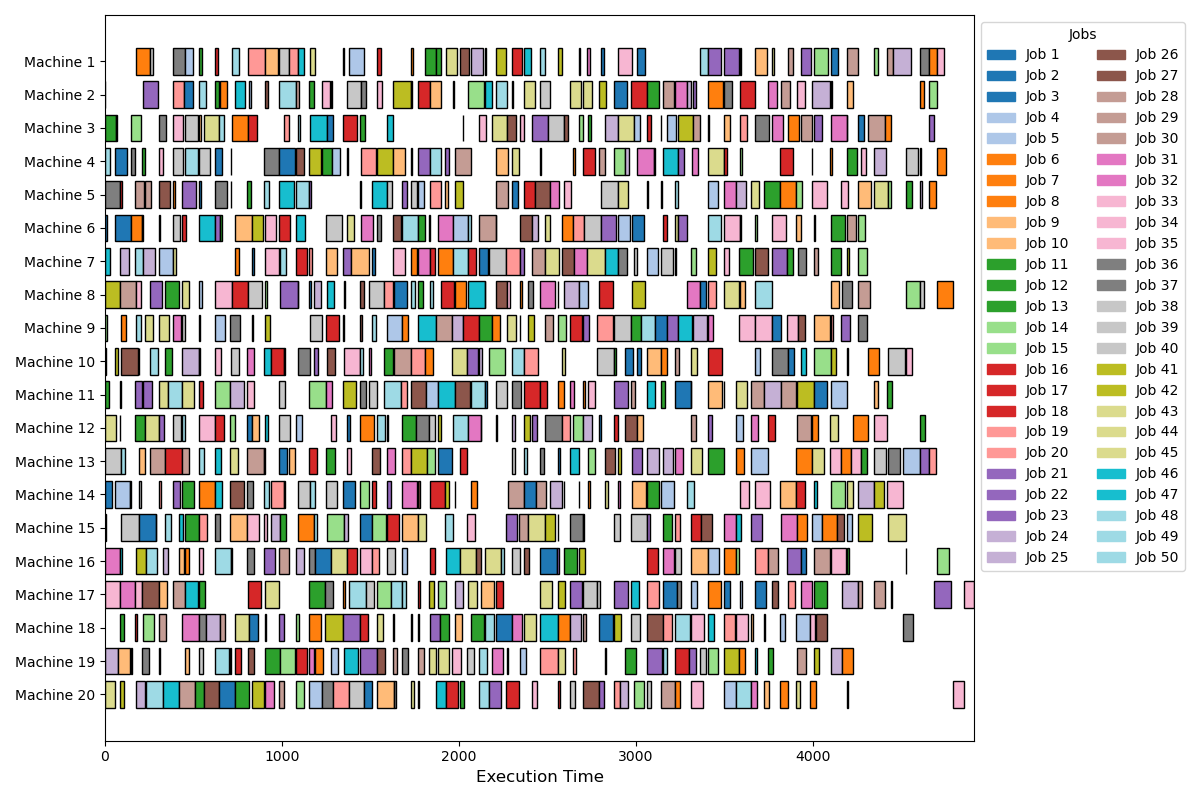 Machine 1
Machine 2
Machine 3
Machine 4
Machine 5
Machine 6
Machine 7
Machine 8
Machine 9
Machine 10
Machine 11
Machine 12
Machine 13
Machine 14
Machine 15
Machine 16
Machine 17
Machine 18
Machine 19
Machine 20
0 1000 2000 3000 4000
Execution Time
Jobs
Job 1 Job 26
Job 2 Job 27
Job 3 Job 28
Job 4 Job 29
Job 5 Job 30
Job 6 Job 31
Job 7 Job 32
Job 8 Job 33
Job 9 Job 34
Job 10 Job 35
Job 11 Job 36
Job 12 Job 37
Job 13 Job 38
Job 14 Job 39
Job 15 Job 40
Job 16 Job 41
Job 17 Job 42
Job 18 Job 43
Job 19 Job 44
Job 20 Job 45
Job 21 Job 46
Job 22 Job 47
Job 23 Job 48
Job 24 Job 49
Job 25 Job 50